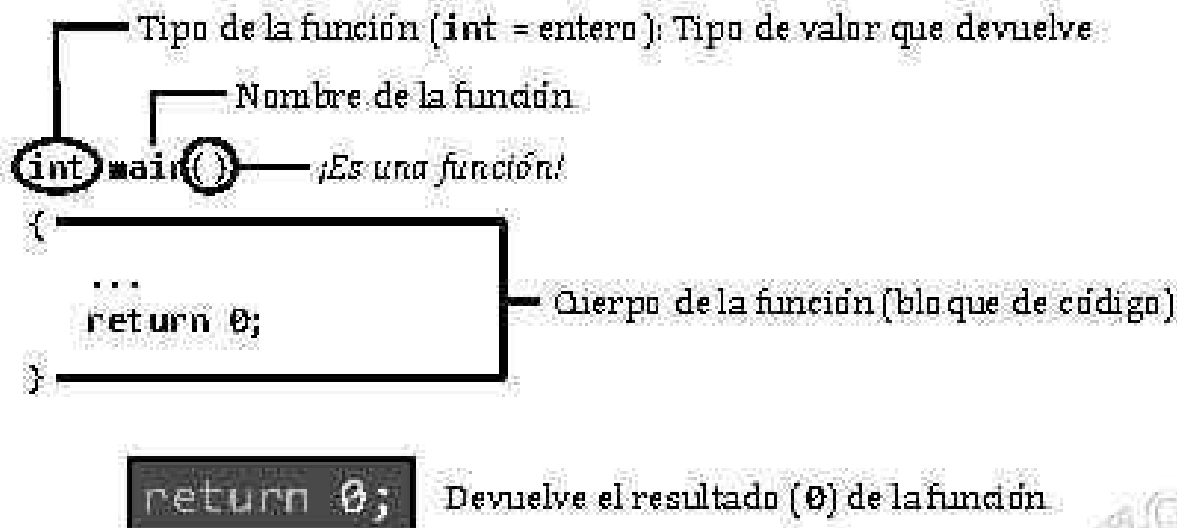 Tipo de la función (int = entero): Tipo de valor que devuelve
Nombre de la función
int main() ¡Es una función!
{
...
return 0;
Cuerpo de la función (bloque de código)
}
return 0; Devuelve el resultado (0) de la función